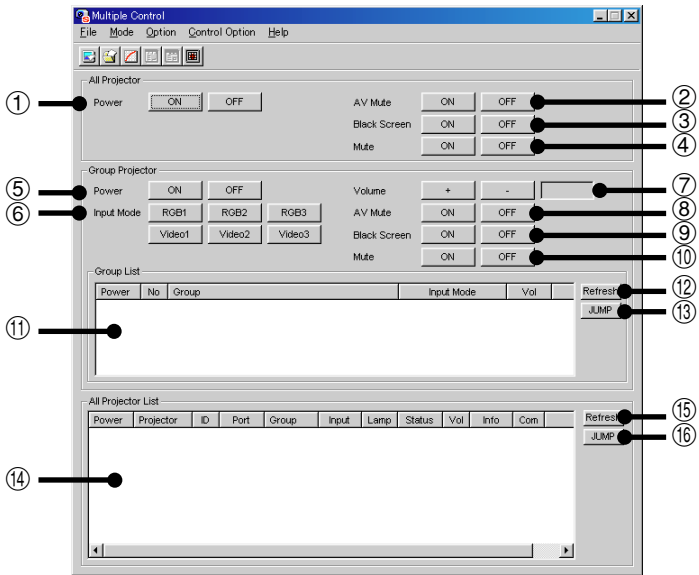 Multiple Control
File Mode Option Control Option Help
All Projector
① Power ON OFF AV Mute ON OFF ②
Black Screen ON OFF ③
Mute ON OFF ④
Group Projector
⑤ Power ON OFF Volume + - ⑦
⑥ Input Mode RGB1 RGB2 RGB3 AV Mute ON OFF ⑧
Video1 Video2 Video3 Black Screen ON OFF ⑨
Mute ON OFF ⑩
Group List
Power No Group Input Mode Vol Refresh ⑫
JUMP ⑬
⑪
All Projector List
Power Projector ID Port Group Input Lamp Status Vol Info Com Refresh ⑮
JUMP ⑯
⑭